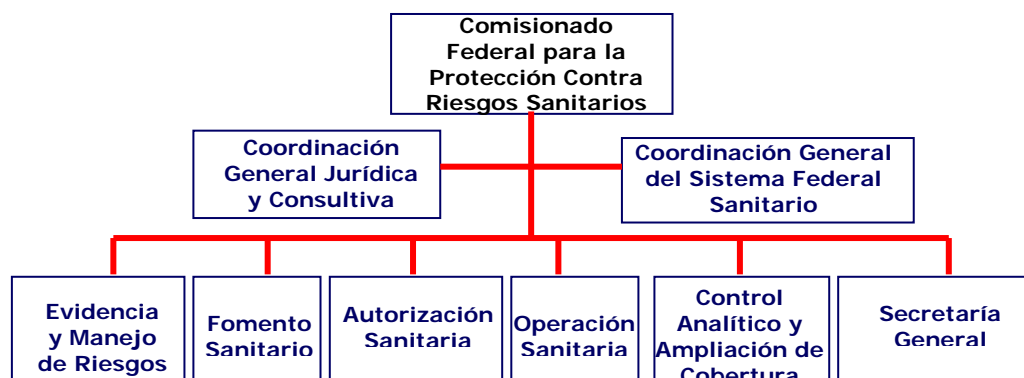 Comisionado
Federal para la
Protección Contra
Riesgos Sanitarios
Coordinación
General Jurídica
y Consultiva
Coordinación General
del Sistema Federal
Sanitario
Evidencia
y Manejo
de Riesgos
Fomento
Sanitario
Autorización
Sanitaria
Operación
Sanitaria
Control
Analítico y
Ampliación de
Cobertura
Secretaría
General